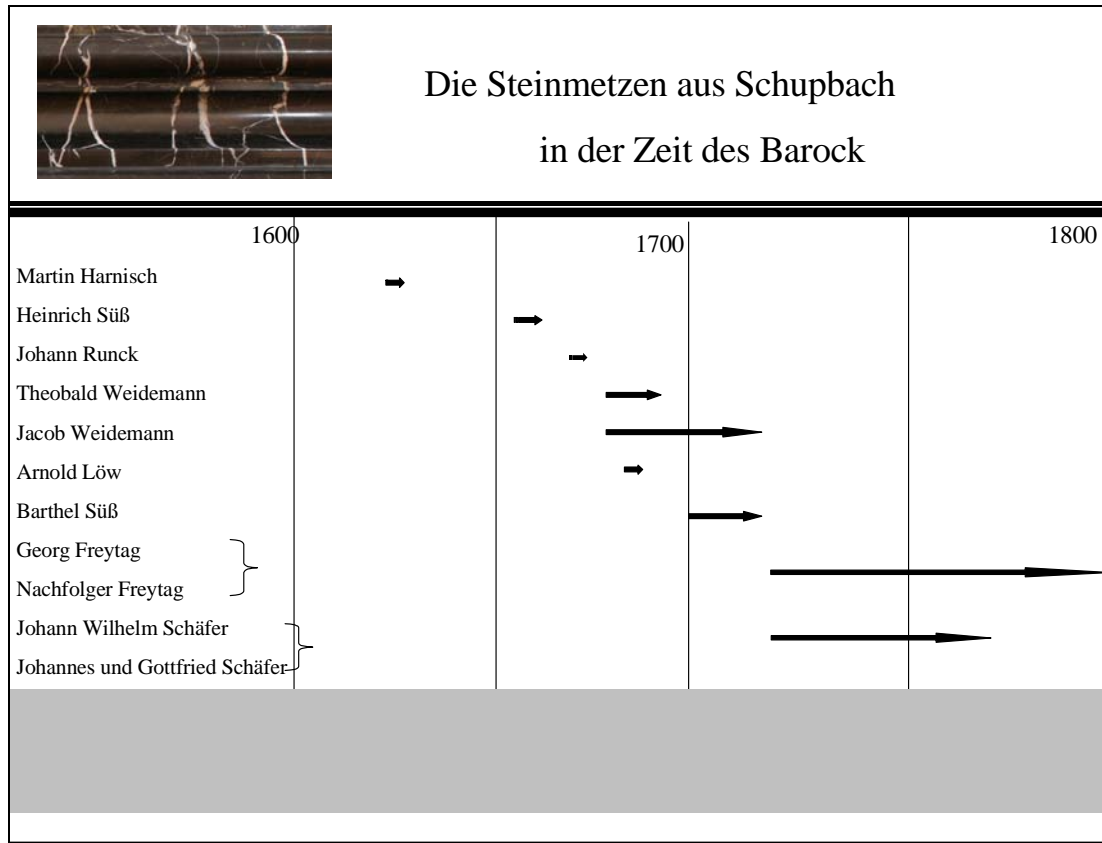 Die Steinmetzen aus Schupbach
in der Zeit des Barock
1600
1700
1800
Martin Harnisch
Heinrich Süß
Johann Runck
Theobald Weidemann
Jacob Weidemann
Arnold Löw
Barthel Süß
Georg Freytag
Nachfolger Freytag
Johann Wilhelm Schäfer
Johannes und Gottfried Schäfer